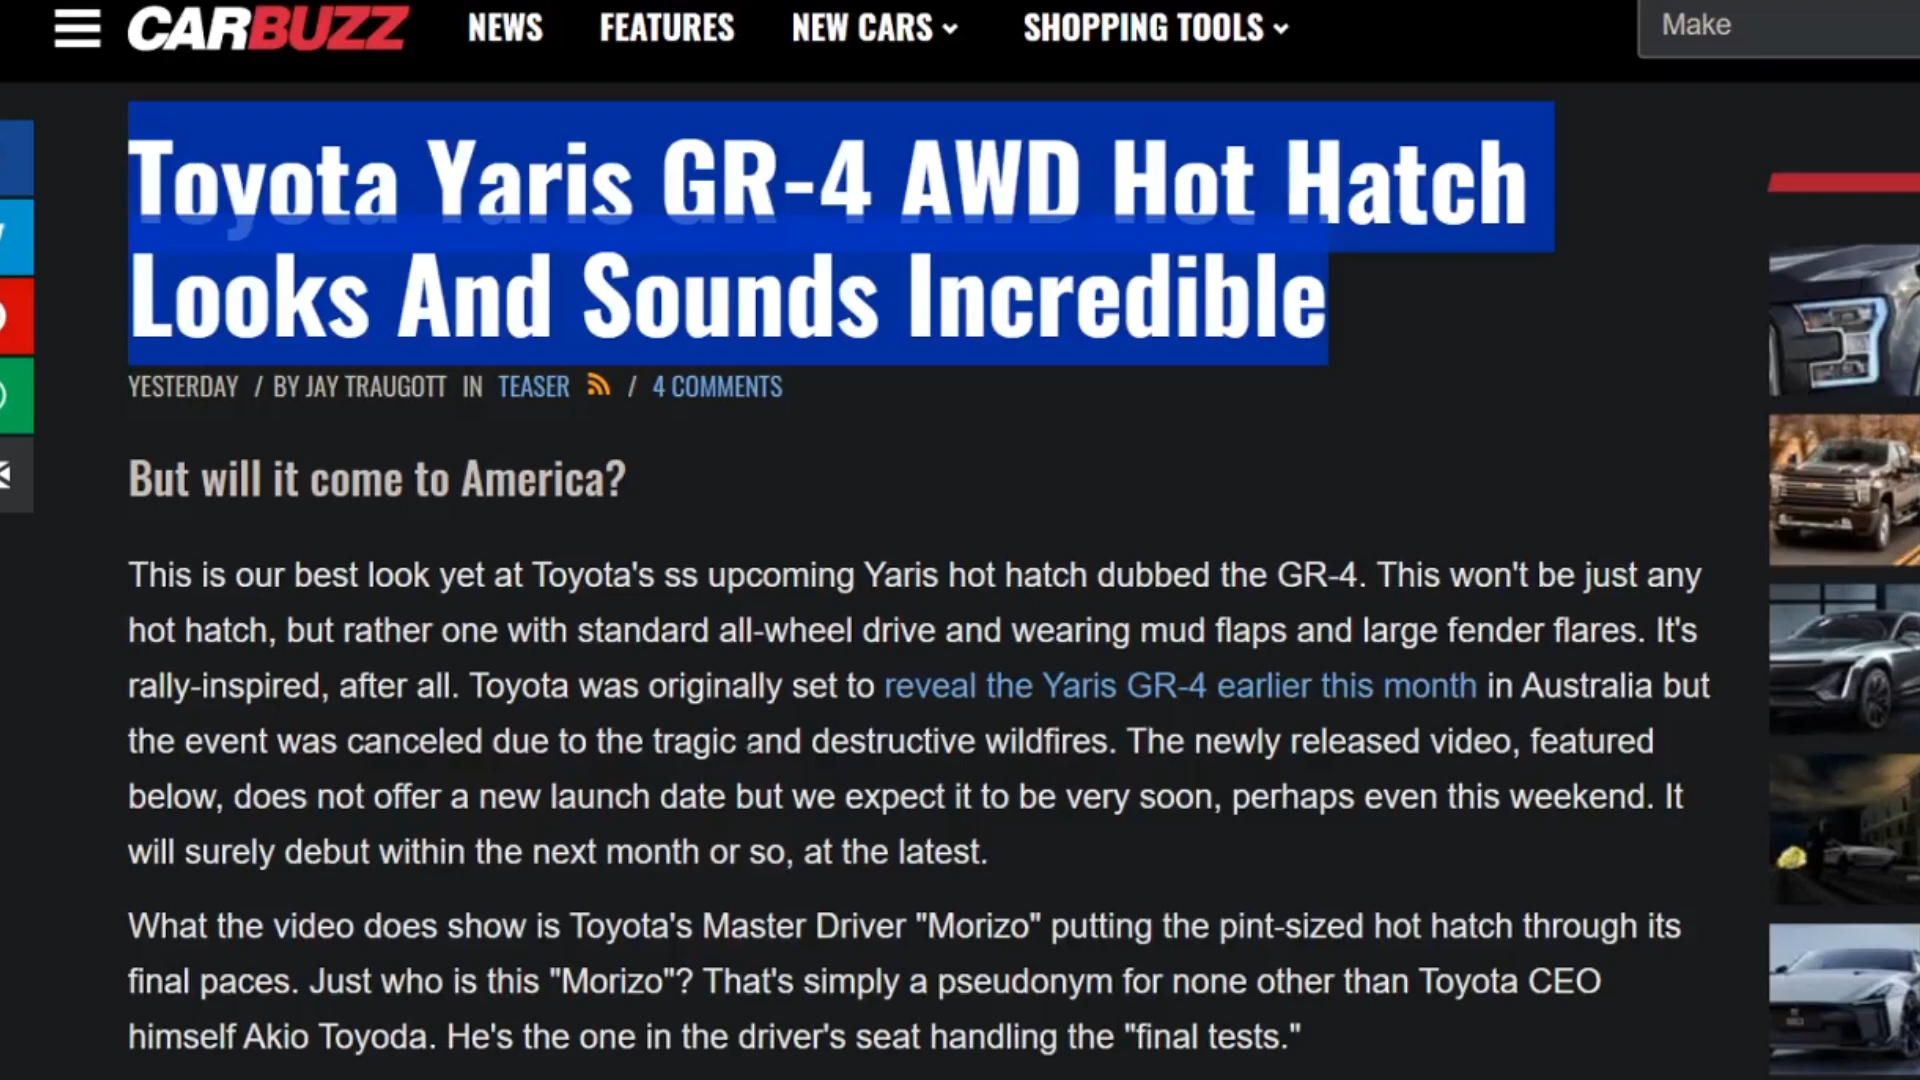 CARBUZZ NEWS FEATURES NEW CARS SHOPPING TOOLS Make
Toyota Yaris GR-4 AWD Hot Hatch
Looks And Sounds Incredible
YESTERDAY / BY JAY TRAUGOTT IN TEASER / 4 COMMENTS
But will it come to America?
This is our best look yet at Toyota's ss upcoming Yaris hot hatch dubbed the GR-4. This won't be just any
hot hatch, but rather one with standard all-wheel drive and wearing mud flaps and large fender flares. It's
rally-inspired, after all. Toyota was originally set to reveal the Yaris GR-4 earlier this month in Australia but
the event was canceled due to the tragic and destructive wildfires. The newly released video, featured
below, does not offer a new launch date but we expect it to be very soon, perhaps even this weekend. It
will surely debut within the next month or so, at the latest.
What the video does show is Toyota's Master Driver "Morizo" putting the pint-sized hot hatch through its
final paces. Just who is this "Morizo"? That's simply a pseudonym for none other than Toyota CEO
himself Akio Toyoda. He's the one in the driver's seat handling the "final tests."